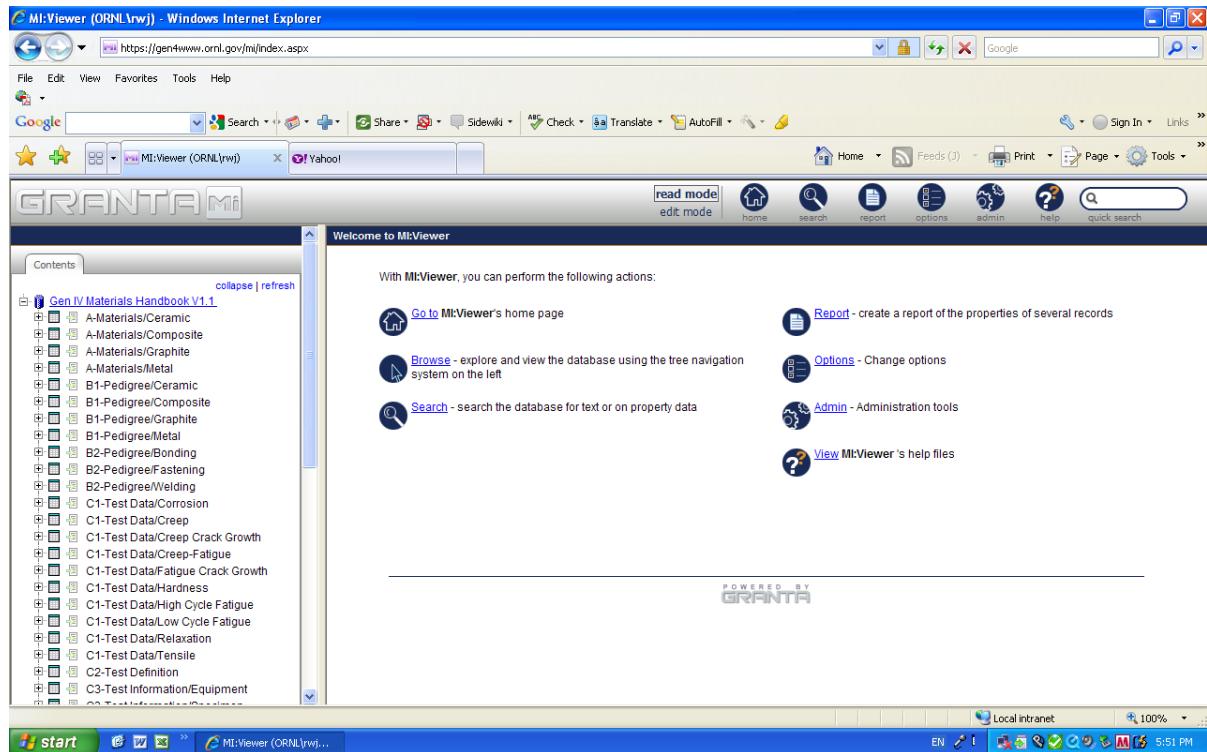 MI:Viewer (ORNL\rwj) - Windows Internet Explorer
https://gen4www.ornl.gov/mi/index.aspx
Google
File Edit View Favorites Tools Help
Google Search Share Sidewiki ABC Check Translate AutoFill Sign In Links
MI:Viewer (ORNL\rwj) X Yahoo! Home Feeds (J) Print Page Tools
GRANTA Mi
read mode
edit mode
home search report options admin help quick search
Welcome to MI:Viewer
Contents
collapse | refresh
Gen IV Materials Handbook V1.1
A-Materials/Ceramic
A-Materials/Composite
A-Materials/Graphite
A-Materials/Metal
B1-Pedigree/Ceramic
B1-Pedigree/Composite
B1-Pedigree/Graphite
B1-Pedigree/Metal
B2-Pedigree/Bonding
B2-Pedigree/Fastening
B2-Pedigree/Welding
C1-Test Data/Corrosion
C1-Test Data/Creep
C1-Test Data/Creep Crack Growth
C1-Test Data/Creep-Fatigue
C1-Test Data/Fatigue Crack Growth
C1-Test Data/Hardness
C1-Test Data/High Cycle Fatigue
C1-Test Data/Low Cycle Fatigue
C1-Test Data/Relaxation
C1-Test Data/Tensile
C2-Test Definition
C3-Test Information/Equipment
With MI:Viewer, you can perform the following actions:
Go to MI:Viewer's home page
Browse - explore and view the database using the tree navigation
system on the left
Search - search the database for text or on property data
Report - create a report of the properties of several records
Options - Change options
Admin - Administration tools
View MI:Viewer 's help files
POWERED BY
GRANTA
Local intranet 100%
start MI:Viewer (ORNL\rwj... EN 5:51 PM